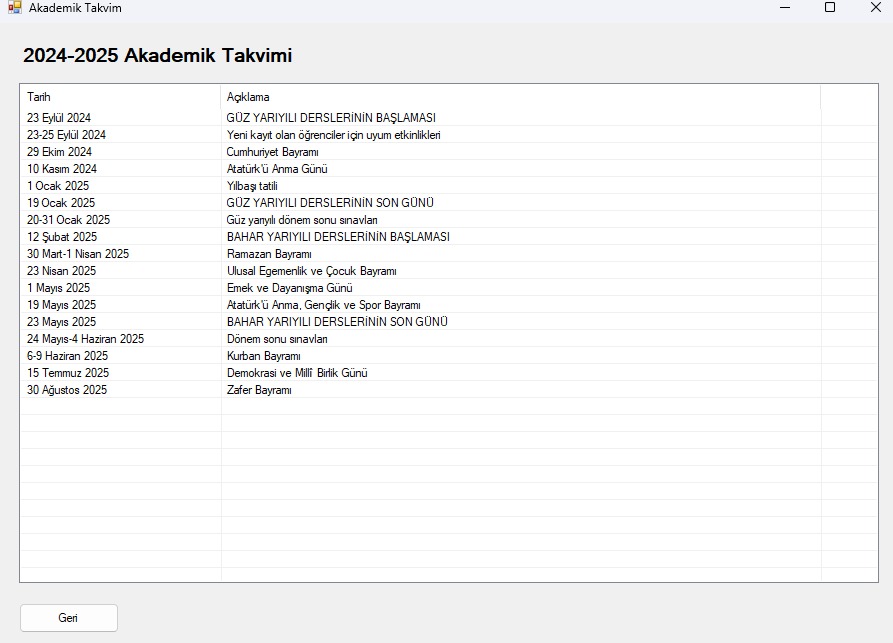 Akademik Takvim
2024-2025 Akademik Takvimi
Tarih Açıklama
23 Eylül 2024 GÜZ YARIYILI DERSLERİNİN BAŞLAMASI
23-25 Eylül 2024 Yeni kayıt olan öğrenciler için uyum etkinlikleri
29 Ekim 2024 Cumhuriyet Bayramı
10 Kasım 2024 Atatürk'ü Anma Günü
1 Ocak 2025 Yılbaşı tatili
19 Ocak 2025 GÜZ YARIYILI DERSLERİNİN SON GÜNÜ
20-31 Ocak 2025 Güz yarıyılı dönem sonu sınavları
12 Şubat 2025 BAHAR YARIYILI DERSLERİNİN BAŞLAMASI
30 Mart-1 Nisan 2025 Ramazan Bayramı
23 Nisan 2025 Ulusal Egemenlik ve Çocuk Bayramı
1 Mayıs 2025 Emek ve Dayanışma Günü
19 Mayıs 2025 Atatürk'ü Anma, Gençlik ve Spor Bayramı
23 Mayıs 2025 BAHAR YARIYILI DERSLERİNİN SON GÜNÜ
24 Mayıs-4 Haziran 2025 Dönem sonu sınavları
6-9 Haziran 2025 Kurban Bayramı
15 Temmuz 2025 Demokrasi ve Millî Birlik Günü
30 Ağustos 2025 Zafer Bayramı
Geri